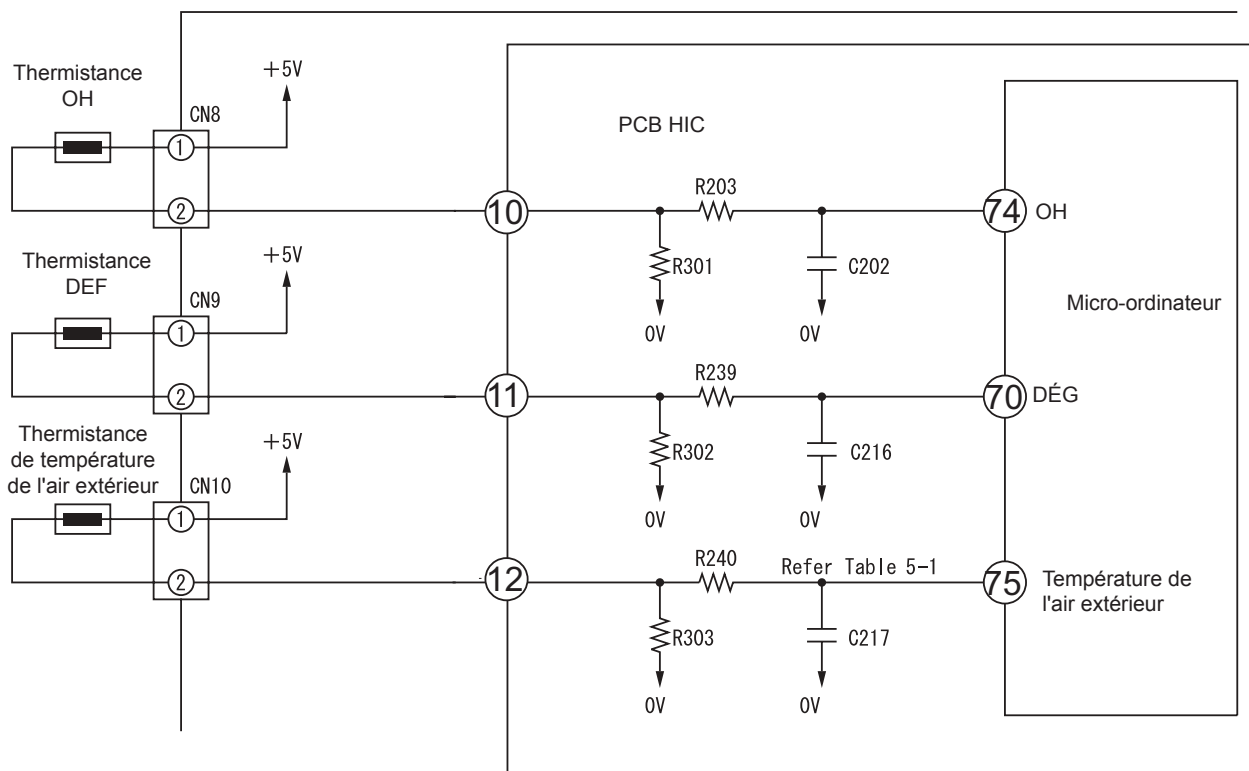 Thermistance
OH
CN8
+5V
1
2
PCB HIC
10
R203
R301
0V
C202
0V
74
OH
Micro-ordinateur
Thermistance
DEF
CN9
+5V
1
2
11
R239
R302
0V
C216
0V
70
DÉG
Thermistance
de température
de l'air extérieur
CN10
+5V
1
2
12
R240
Refer Table 5-1
R303
0V
C217
0V
75
Température de
l'air extérieur